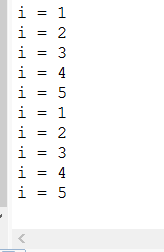 i = 1
i = 2
i = 3
i = 4
i = 5
i = 1
i = 2
i = 3
i = 4
i = 5